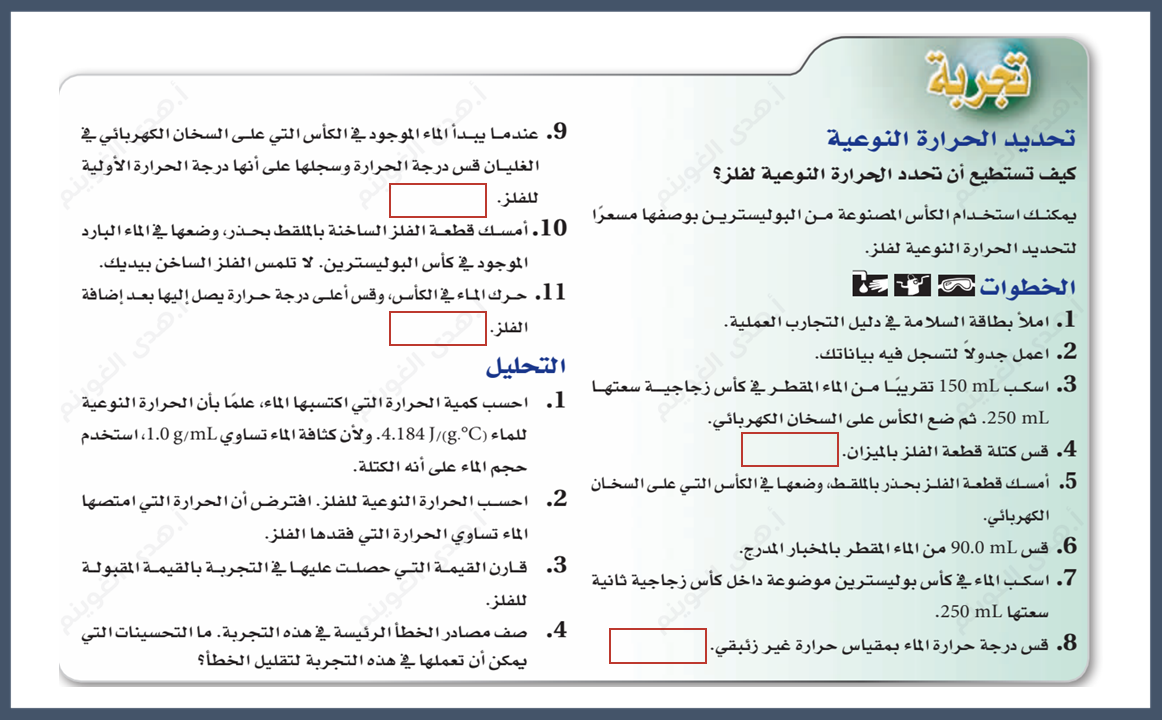 تجربة
تحديد الحرارة النوعية
كيف تستطيع أن تحدد الحرارة النوعية لفلز؟
يمكنك استخدام الكأس المصنوعة من البوليسترين بوصفها مسعرًا
لتحديد الحرارة النوعية لفلز.
الخطوات
1. املأ بطاقة السلامة في دليل التجارب العملية.
2. اعمل جدولاً لتسجل فيه بياناتك.
3. اسكب 150 mL تقريبًا من الماء المقطر في كأس زجاجية سعتها
250 mL. ثم ضع الكأس على السخان الكهربائي.
4. قس كتلة قطعة الفلز بالميزان.
5. أمسك قطعة الفلز بحذر بالملقط، وضعها في الكأس التي على السخان
الكهربائي.
6. قس 90.0 mL من الماء المقطر بالمخبار المدرج.
7. اسكب الماء في كأس بوليسترين موضوعة داخل كأس زجاجية ثانية
سعتها 250 mL.
8. قس درجة حرارة الماء بمقياس حرارة غير زئبقي.
9. عندما يبدأ الماء الموجود في الكأس التي على السخان الكهربائي في
الغليان قس درجة الحرارة وسجلها على أنها درجة الحرارة الأولية
للفلز.
10. أمسك قطعة الفلز الساخنة بالملقط بحذر، وضعها في الماء البارد
الموجود في كأس البوليسترين. لا تلمس الفلز الساخن بيديك.
11. حرك الماء في الكأس، وقس أعلى درجة حرارة يصل إليها بعد إضافة
الفلز.
التحليل
1. احسب كمية الحرارة التي اكتسبها الماء، علمًا بأن الحرارة النوعية
للماء 4.184 J/(g.°C). ولأن كثافة الماء تساوي 1.0 g/mL، استخدم
حجم الماء على أنه الكتلة.
2. احسب الحرارة النوعية للفلز. افترض أن الحرارة التي امتصها
الماء تساوي الحرارة التي فقدها الفلز.
3. قارن القيمة التي حصلت عليها في التجربة بالقيمة المقبولة
للفلز.
4. صف مصادر الخطأ الرئيسة في هذه التجربة. ما التحسينات التي
يمكن أن تعملها في هذه التجربة لتقليل الخطأ؟
أ.هدى الغوينم